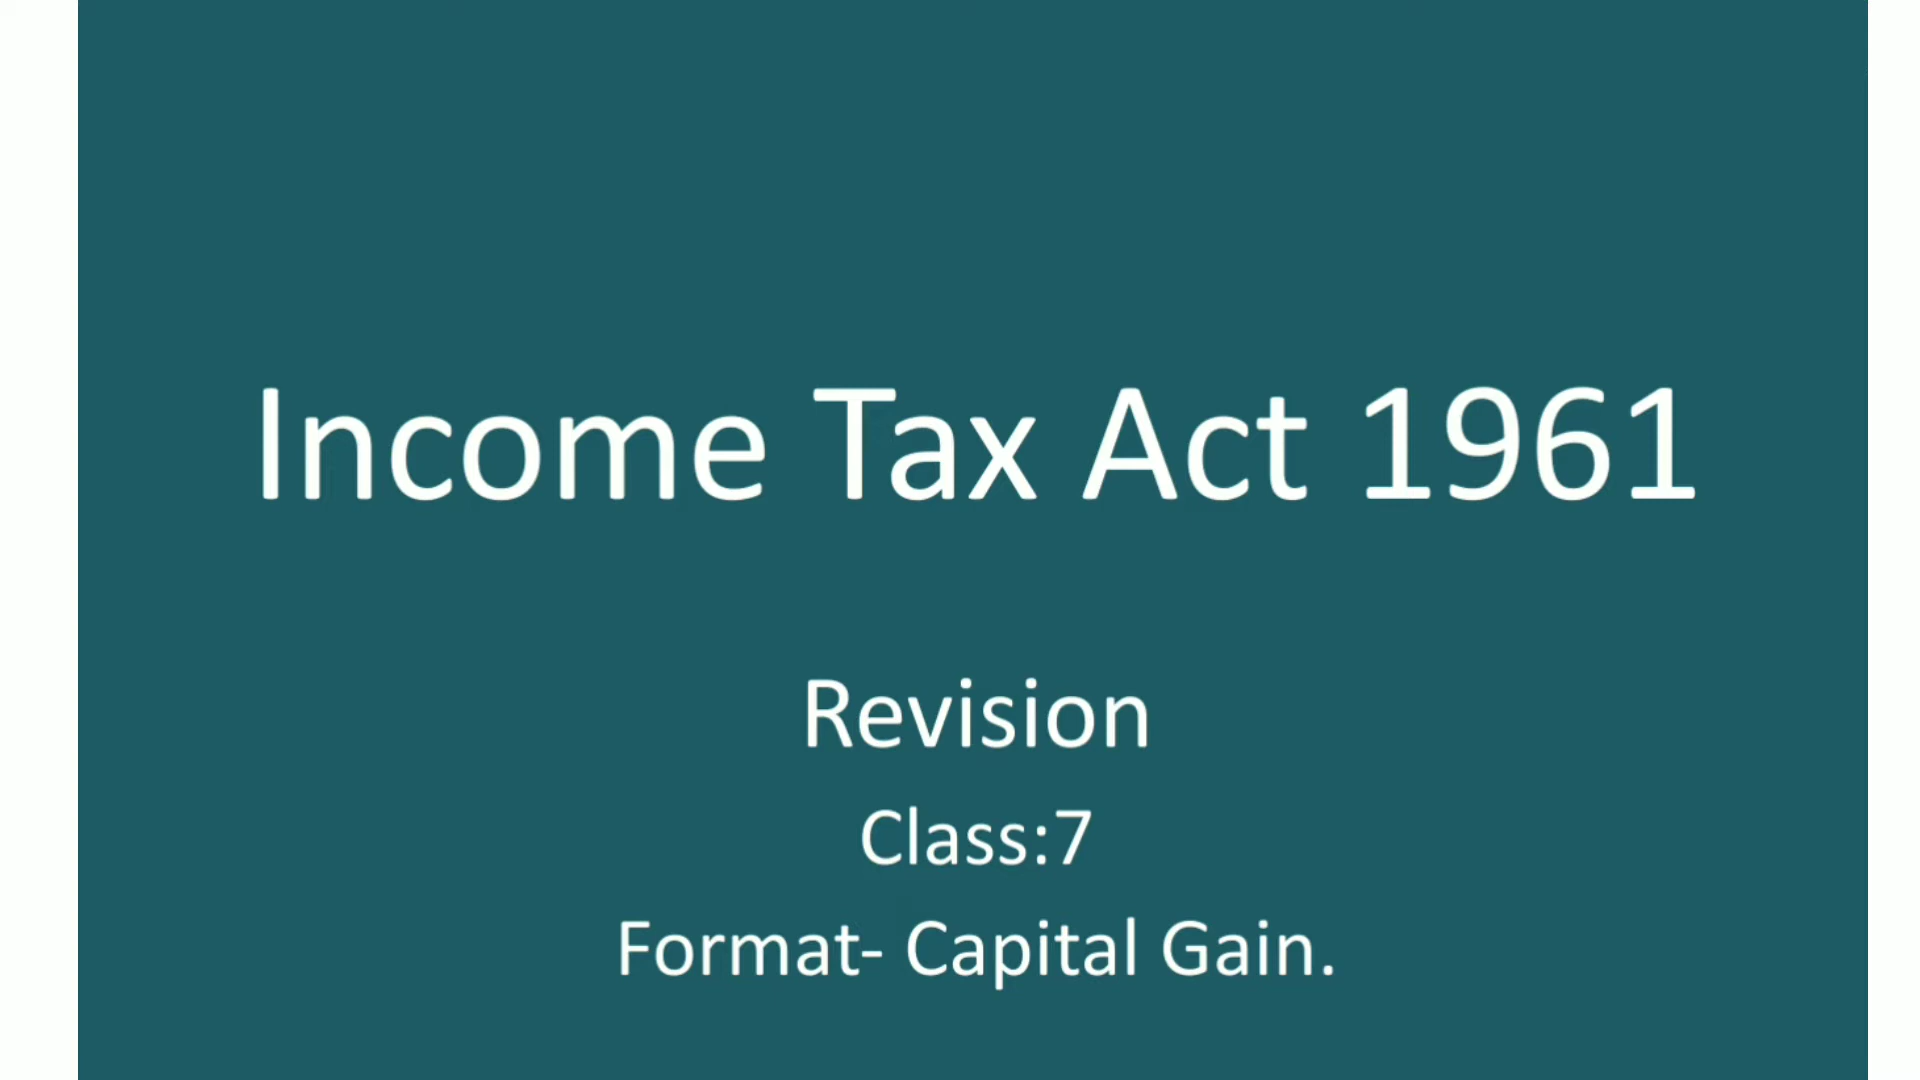 Income Tax Act 1961
Revision
Class:7
Format- Capital Gain.